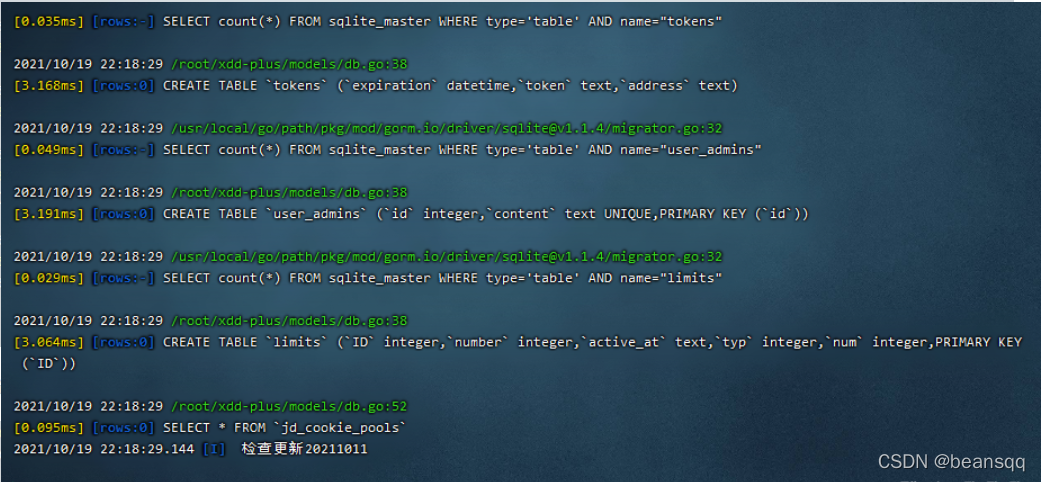 [0.035ms] [rows:-] SELECT count(*) FROM sqlite_master WHERE type='table' AND name="tokens"
2021/10/19 22:18:29 /root/xdd-plus/models/db.go:38
[3.168ms] [rows:0] CREATE TABLE `tokens` (`expiration` datetime,`token` text,`address` text)
2021/10/19 22:18:29 /usr/local/go/path/pkg/mod/gorm.io/driver/sqlite@v1.1.4/migrator.go:32
[0.049ms] [rows:-] SELECT count(*) FROM sqlite_master WHERE type='table' AND name="user_admins"
2021/10/19 22:18:29 /root/xdd-plus/models/db.go:38
[3.191ms] [rows:0] CREATE TABLE `user_admins` (`id` integer,`content` text UNIQUE,PRIMARY KEY (`id`))
2021/10/19 22:18:29 /usr/local/go/path/pkg/mod/gorm.io/driver/sqlite@v1.1.4/migrator.go:32
[0.029ms] [rows:-] SELECT count(*) FROM sqlite_master WHERE type='table' AND name="limits"
2021/10/19 22:18:29 /root/xdd-plus/models/db.go:38
[3.064ms] [rows:0] CREATE TABLE `limits` (`ID` integer,`number` integer,`active_at` text,`typ` integer,`num` integer,PRIMARY KEY
(`ID`))
2021/10/19 22:18:29 /root/xdd-plus/models/db.go:52
[0.095ms] [rows:0] SELECT * FROM `jd_cookie_pools`
2021/10/19 22:18:29.144 [I] 检查更新20211011
CSDN @beansqq